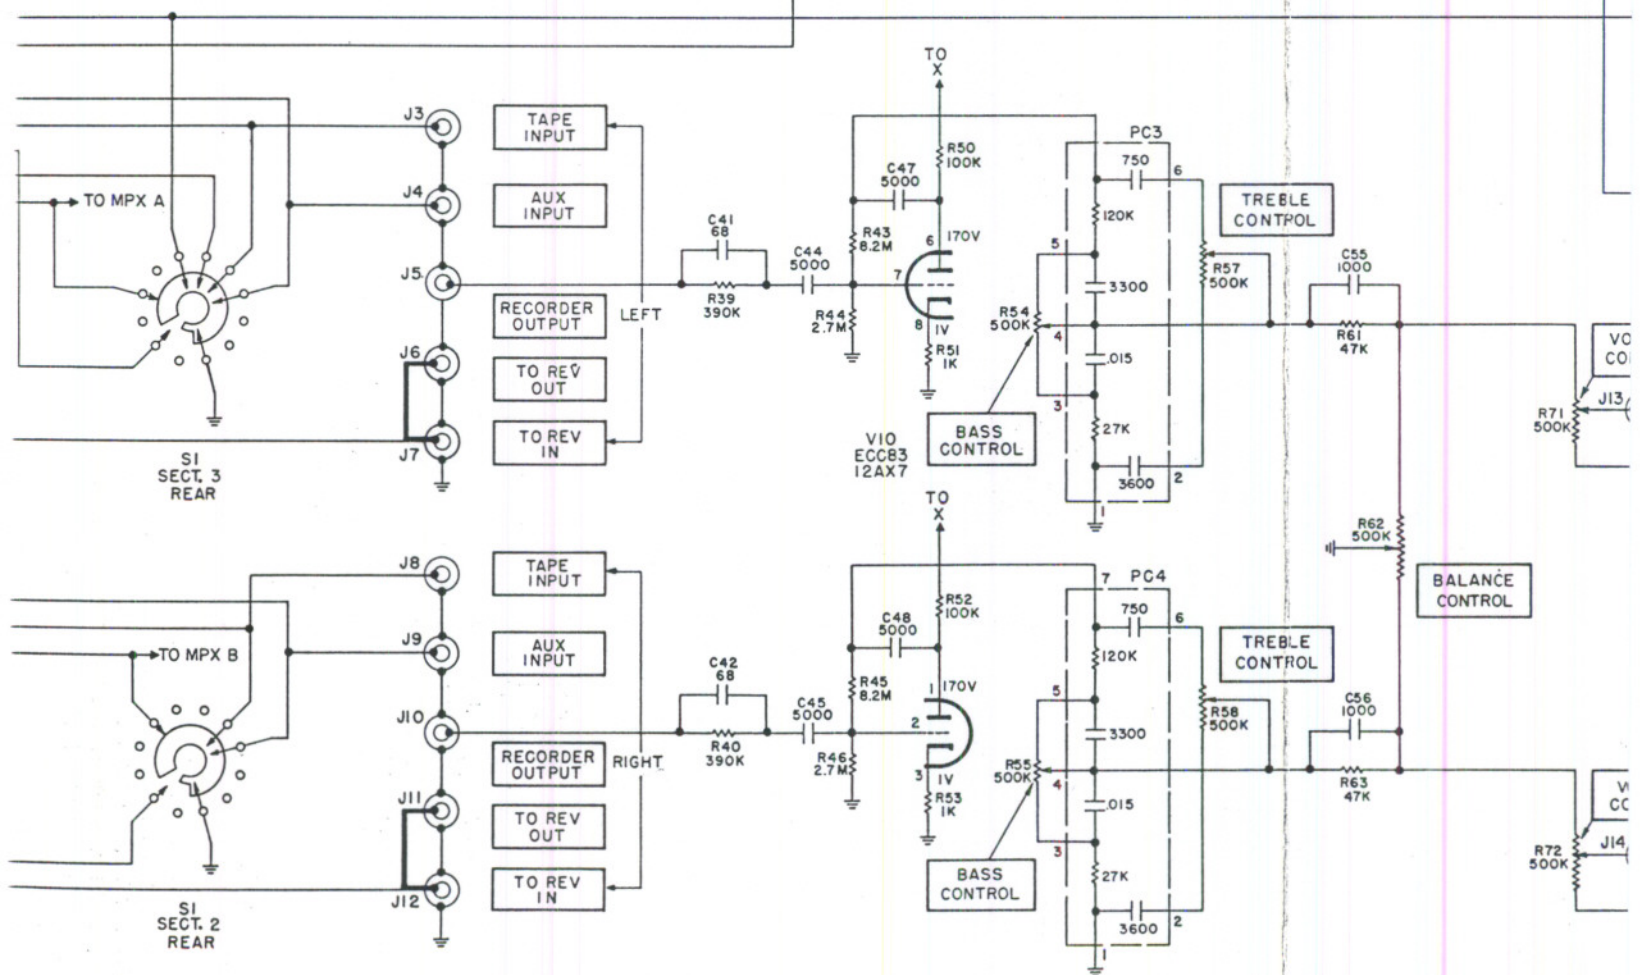 TO
X
J3
TAPE
INPUT
PC3
R50
100K
750
6
C47
5000
J4
AUX
INPUT
TO MPX A
TREBLE
CONTROL
120K
C41
68
R43
8.2M
6
170V
5
C44
5000
C55
1000
J5
7
R57
500K
3300
R39
390K
RECORDER
OUTPUT
LEFT
R44
2.7M
8
1V
R54
500K
4
R61
47K
R51
1K
J6
TO REV
OUT
.015
VO
CO
J13
3
R71
500K
TO REV
IN
V10
ECC83
12AX7
BASS
CONTROL
27K
J7
S1
SECT. 3
REAR
3600
2
1
TO
X
R62
500K
J8
TAPE
INPUT
7
PC4
BALANCE
CONTROL
R52
100K
750
6
C48
5000
J9
AUX
INPUT
TO MPX B
TREBLE
CONTROL
120K
C42
68
R45
8.2M
1
170V
5
C45
5000
C56
1000
J10
2
R58
500K
3300
R40
390K
RECORDER
OUTPUT
RIGHT
R46
2.7M
3
1V
R55
500K
4
R63
47K
R53
1K
J11
TO REV
OUT
.015
CO
J14
3
R72
500K
TO REV
IN
BASS
CONTROL
27K
J12
S1
SECT. 2
REAR
3600
2
1